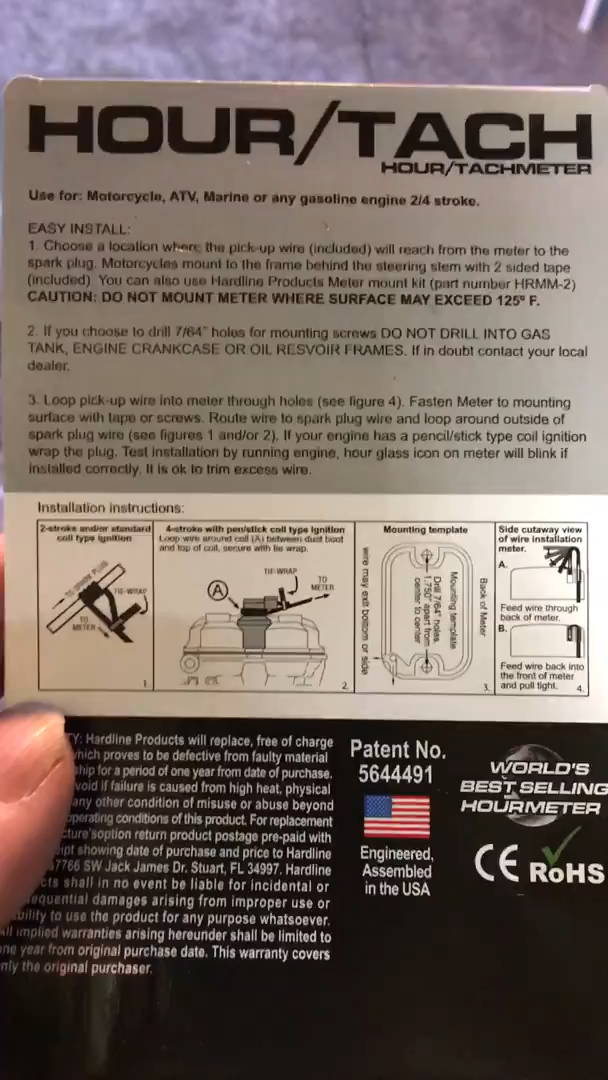 HOUR/TACH
HOUR/TACHMETER
Use for: Motorcycle, ATV, Marine or any gasoline engine 2/4 stroke.
EASY INSTALL:
1. Choose a location where the pick-up wire (included) will reach from the meter to the
spark plug. Motorcycles mount to the frame behind the steering stem with 2 sided tape
(included) You can also use Hardline Products Meter mount kit (part number HRMM-2)
CAUTION: DO NOT MOUNT METER WHERE SURFACE MAY EXCEED 125° F.
2. If you choose to drill 7/64" holes for mounting screws DO NOT DRILL INTO GAS
TANK, ENGINE CRANKCASE OR OIL RESVOIR FRAMES. If in doubt contact your local
dealer.
3. Loop pick-up wire into meter through holes (see figure 4). Fasten Meter to mounting
surface with tape or screws. Route wire to spark plug wire and loop around outside of
spark plug wire (see figures 1 and/or 2). If your engine has a pencil/stick type coil ignition
wrap the plug. Test installation by running engine, hour glass icon on meter will blink if
installed correctly. It is ok to trim excess wire.
Installation instructions:
2-stroke and/or standard
coil type ignition
TO SPARK PLUG
TIE-WRAP
TO
METER
1.
4-stroke with pen/stick coil type ignition
Loop wire around coil (A) between dust boot
and top of coil, secure with tie wrap.
TIE-WRAP
A
TO
METER
2.
Mounting template
wire may exit bottom or side
Drill 7/64" holes
1.750" apart from
center to center
Mounting template
Back of Meter
3.
Side cutaway view
of wire installation
meter.
A.
Feed wire through
back of meter.
B.
Feed wire back into
the front of meter
and pull tight. 4.
TY: Hardline Products will replace, free of charge
which proves to be defective from faulty material
ship for a period of one year from date of purchase.
void if failure is caused from high heat, physical
any other condition of misuse or abuse beyond
operating conditions of this product. For replacement
cture'soption return product postage pre-paid with
ipt showing date of purchase and price to Hardline
7766 SW Jack James Dr. Stuart, FL 34997. Hardline
cts shall in no event be liable for incidental or
equential damages arising from improper use or
bility to use the product for any purpose whatsoever.
All implied warranties arising hereunder shall be limited to
one year from original purchase date. This warranty covers
only the original purchaser.
Patent No.
5644491
Engineered,
Assembled
in the USA
WORLD'S
BEST SELLING
HOURMETER
CE RoHS